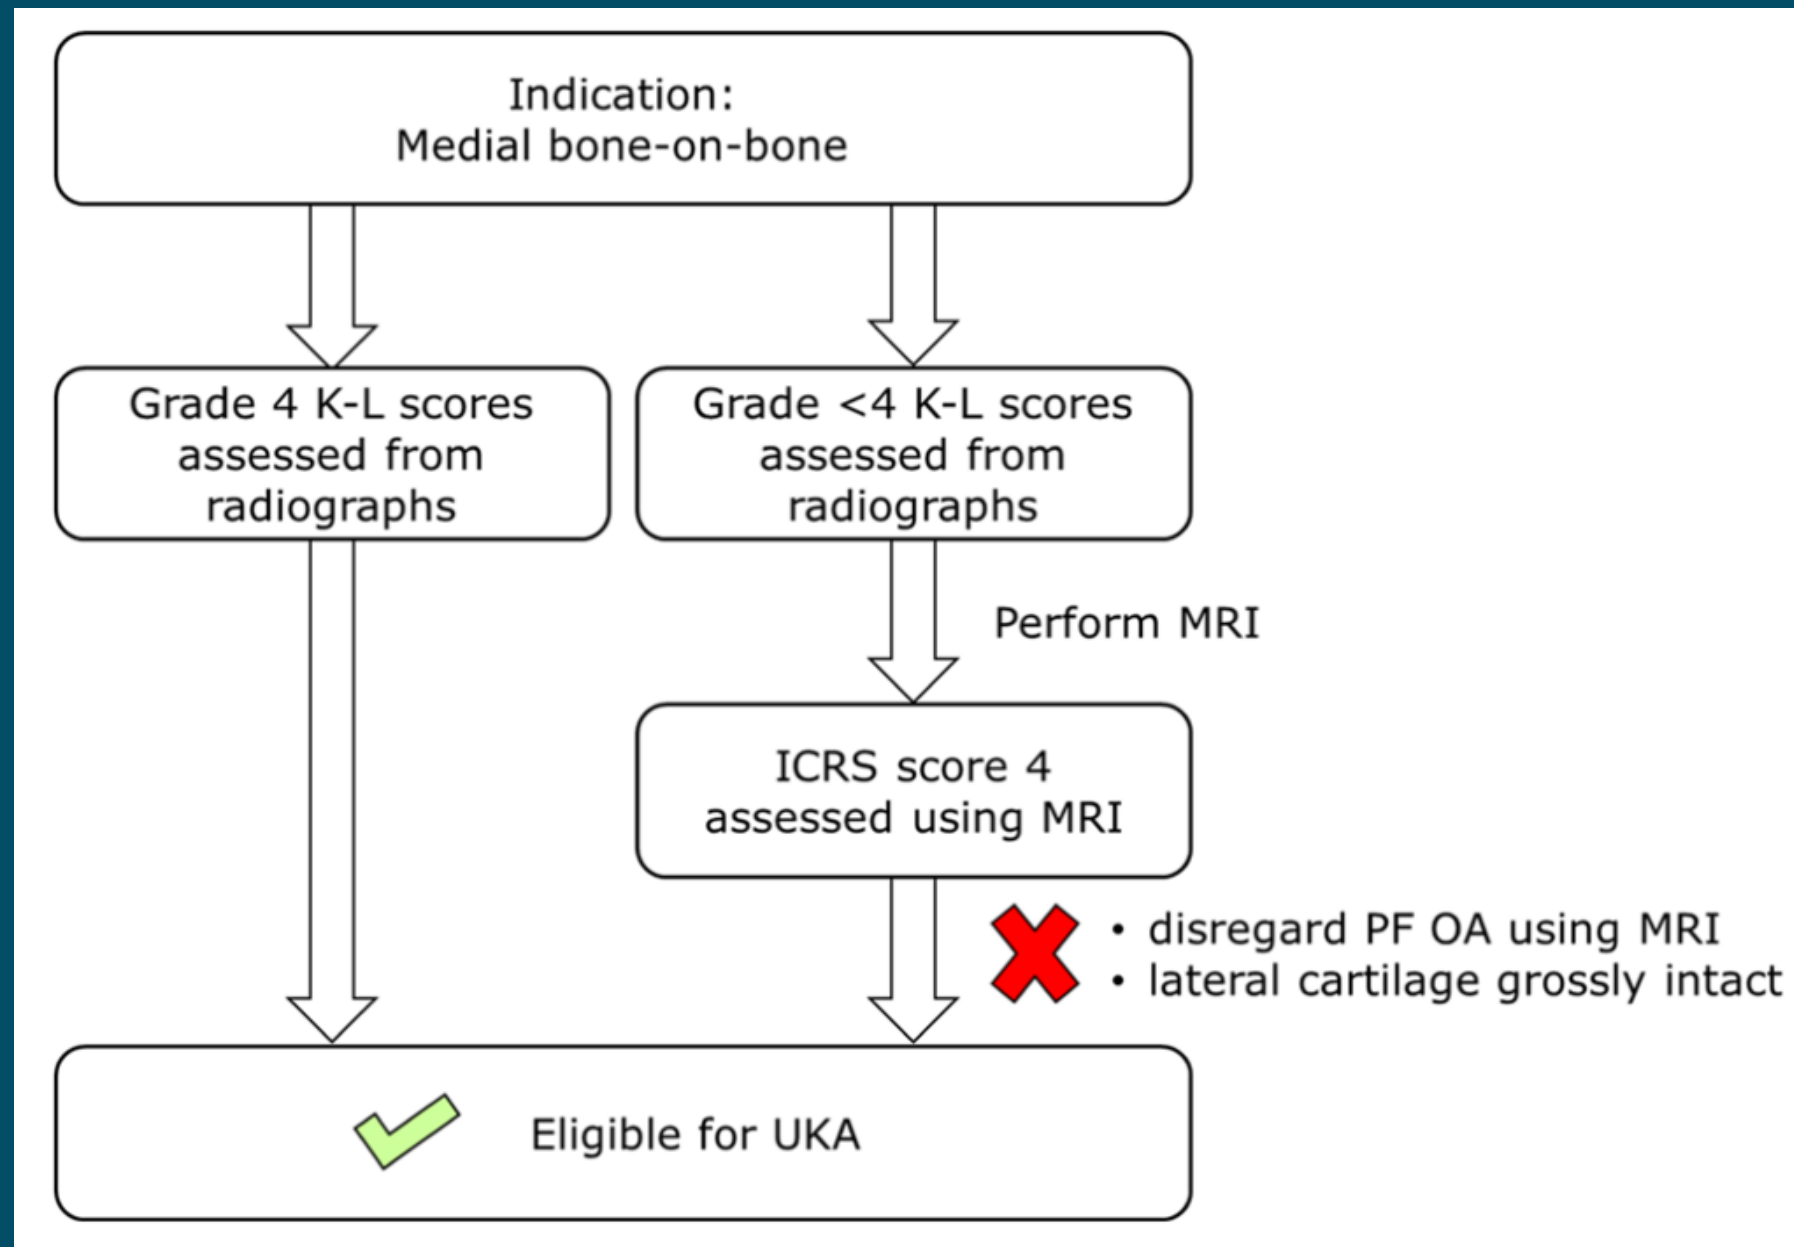 Indication:
Medial bone-on-bone
Grade 4 K-L scores
assessed from
radiographs
Grade <4 K-L scores
assessed from
radiographs
Perform MRI
ICRS score 4
assessed using MRI
• disregard PF OA using MRI
• lateral cartilage grossly intact
Eligible for UKA